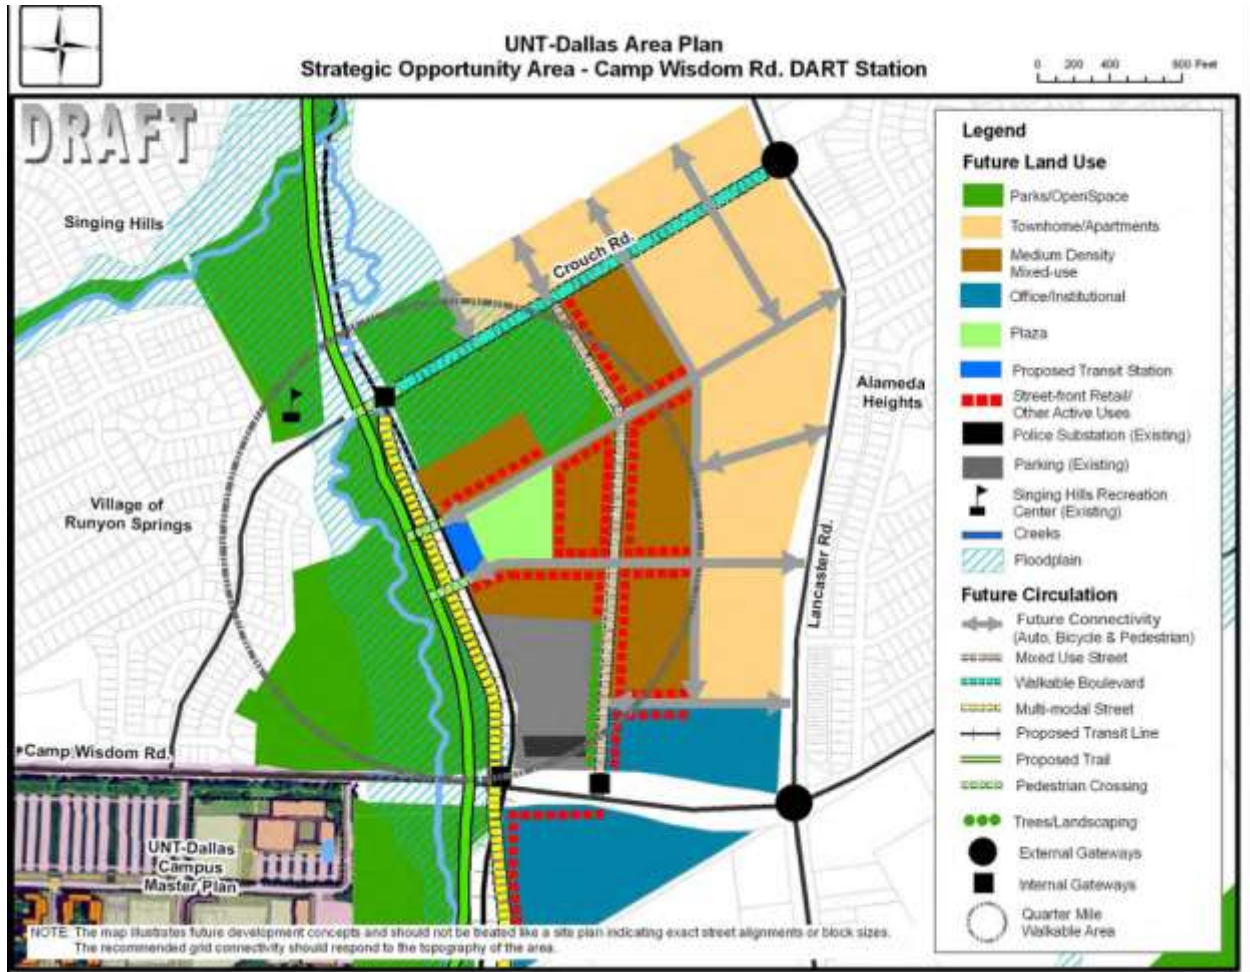 UNT-Dallas Area Plan
Strategic Opportunity Area - Camp Wisdom Rd. DART Station
0 200 400 800 Feet
DRAFT
Singing Hills
Crouch Rd.
Alameda
Heights
Village of
Runyon Springs
Lancaster Rd.
Camp Wisdom Rd.
UNT-Dallas
Campus
Master Plan
Legend
Future Land Use
Parks/OpenSpace
Townhome/Apartments
Medium Density
Mixed-use
Office/Institutional
Plaza
Proposed Transit Station
Street-front Retail/
Other Active Uses
Police Substation (Existing)
Parking (Existing)
Singing Hills Recreation
Center (Existing)
Creeks
Floodplain
Future Circulation
Future Connectivity
(Auto, Bicycle & Pedestrian)
Mixed Use Street
Walkable Boulevard
Multi-modal Street
Proposed Transit Line
Proposed Trail
Pedestrian Crossing
Trees/Landscaping
External Gateways
Internal Gateways
Quarter Mile
Walkable Area
NOTE: The map illustrates future development concepts and should not be treated like a site plan indicating exact street alignments or block sizes.
The recommended grid connectivity should respond to the topography of the area.